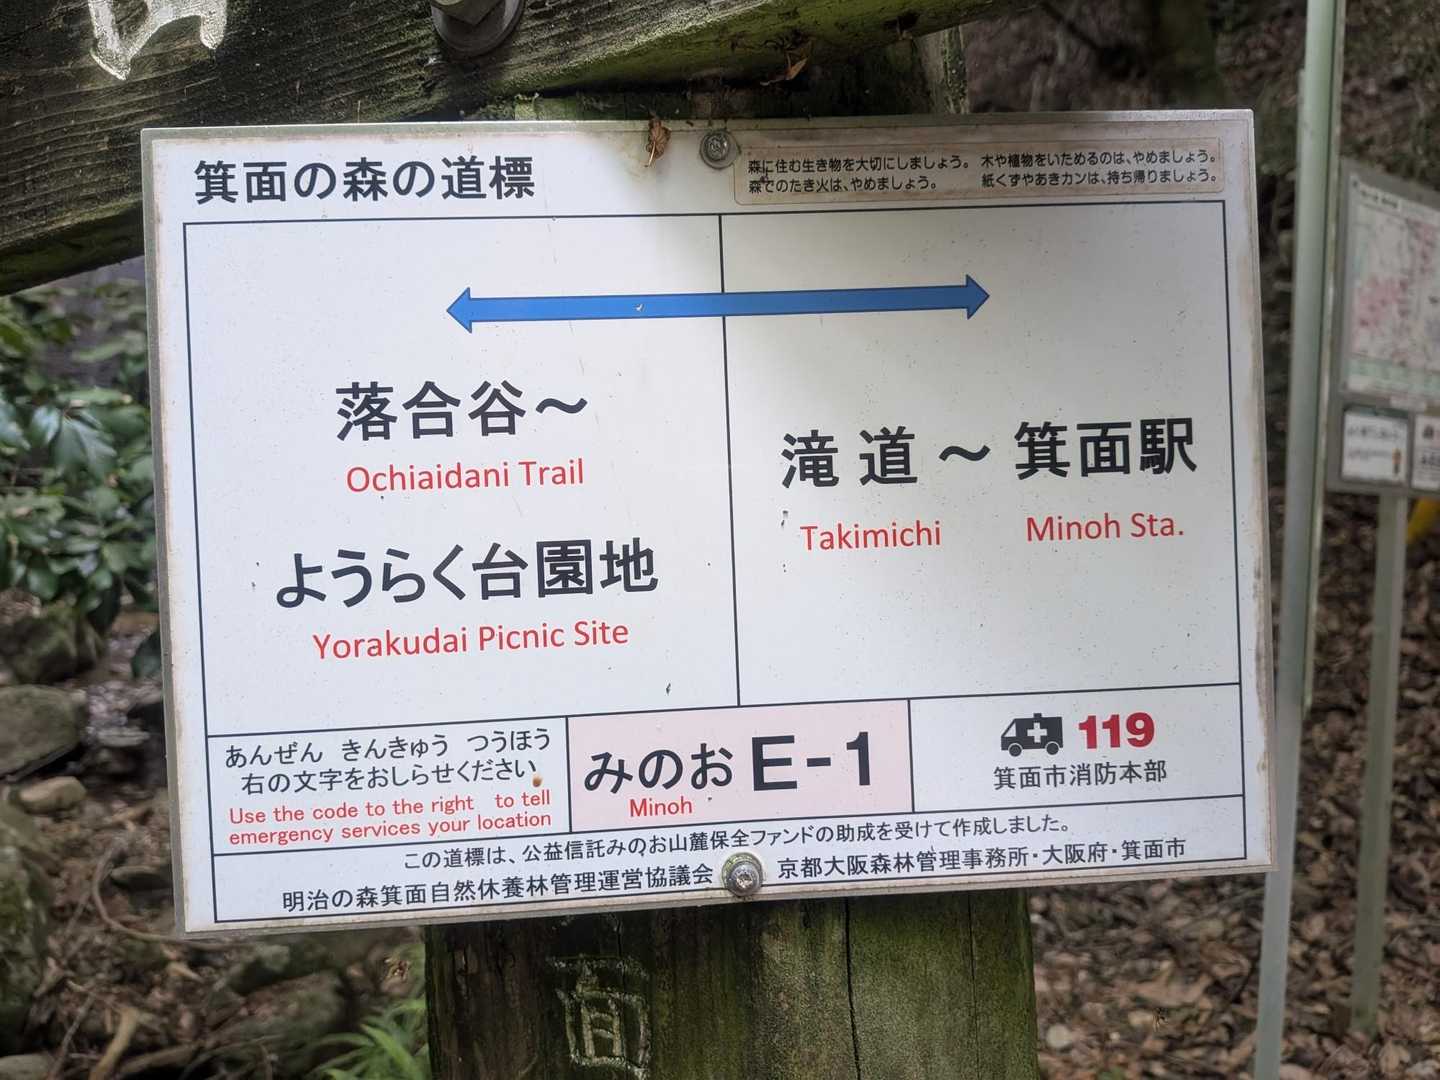 箕面の森の道標
森に住む生き物を大切にしましょう。 木や植物をいためるのは、やめましょう。
森でのたき火は、やめましょう。 紙くずやあきカンは、持ち帰りましょう。
落合谷～
Ochiaidani Trail
ようらく台園地
Yorakudai Picnic Site
滝道～箕面駅
Takimichi Minoh Sta.
あんぜん きんきゅう つうほう
右の文字をおしらせください
Use the code to the right to tell
emergency services your location
みのお E-1
Minoh
119
箕面市消防本部
この道標は、公益信託みのお山麓保全ファンドの助成を受けて作成しました。
明治の森箕面自然休養林管理運営協議会 京都大阪森林管理事務所・大阪府・箕面市